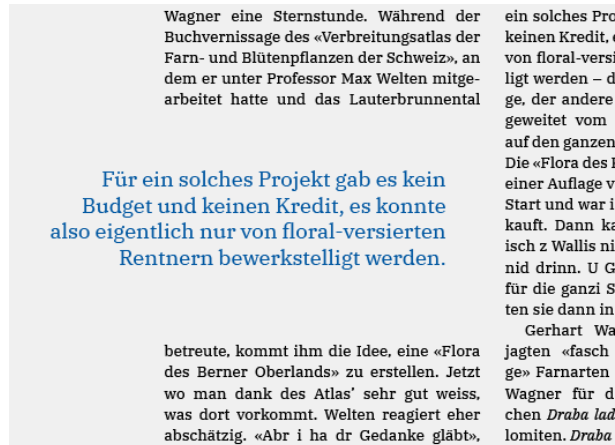 Wagner eine Sternstunde. Während der
Buchvernissage des «Verbreitungsatlas der
Farn- und Blütenpflanzen der Schweiz», an
dem er unter Professor Max Welten mitge-
arbeitet hatte und das Lauterbrunnental
Für ein solches Projekt gab es kein
Budget und keinen Kredit, es konnte
also eigentlich nur von floral-versierten
Rentnern bewerkstelligt werden.
betreute, kommt ihm die Idee, eine «Flora
des Berner Oberlands» zu erstellen. Jetzt
wo man dank des Atlas’ sehr gut weiss,
was dort vorkommt. Welten reagiert eher
abschätzig. «Abr i ha dr Gedanke gläbt»,
ein solches Pro
keinen Kredit,
von floral-versi
ligt werden – d
ge, der andere
geweitet vom
auf den ganzen
Die «Flora des
einer Auflage v
Start und war i
kauft. Dann ka
isch z Wallis ni
nid drinn. U G
für die ganzi S
ten sie dann in
Gerhart Wa
jagten «fasch
ge» Farnarten
Wagner für d
chen Draba lad
lomiten. Draba